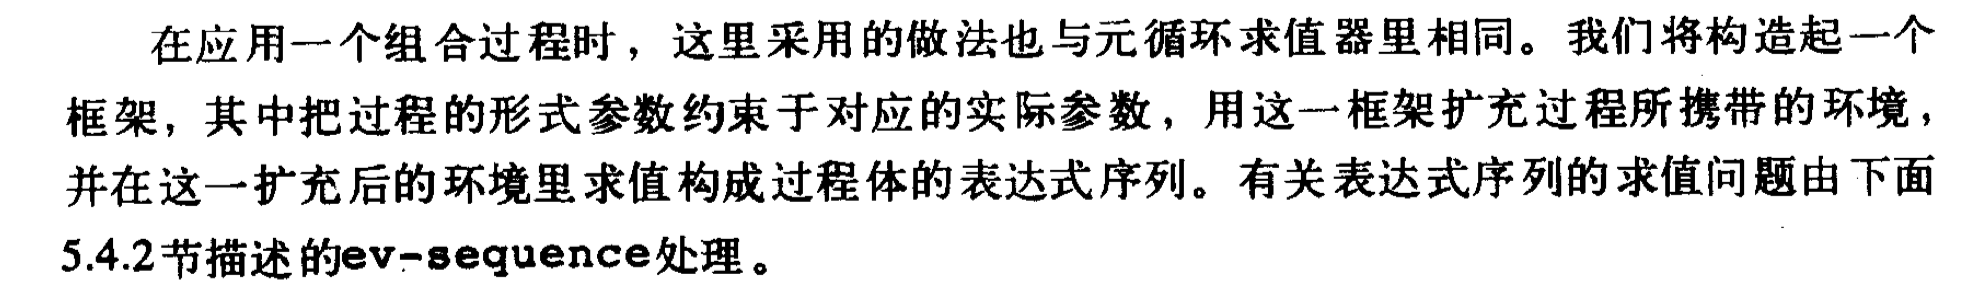 在应用一个组合过程时，这里采用的做法也与元循环求值器里相同。我们将构造起一个
框架，其中把过程的形式参数约束于对应的实际参数，用这一框架扩充过程所携带的环境，
并在这一扩充后的环境里求值构成过程体的表达式序列。有关表达式序列的求值问题由下面
5.4.2节描述的ev-sequence处理。